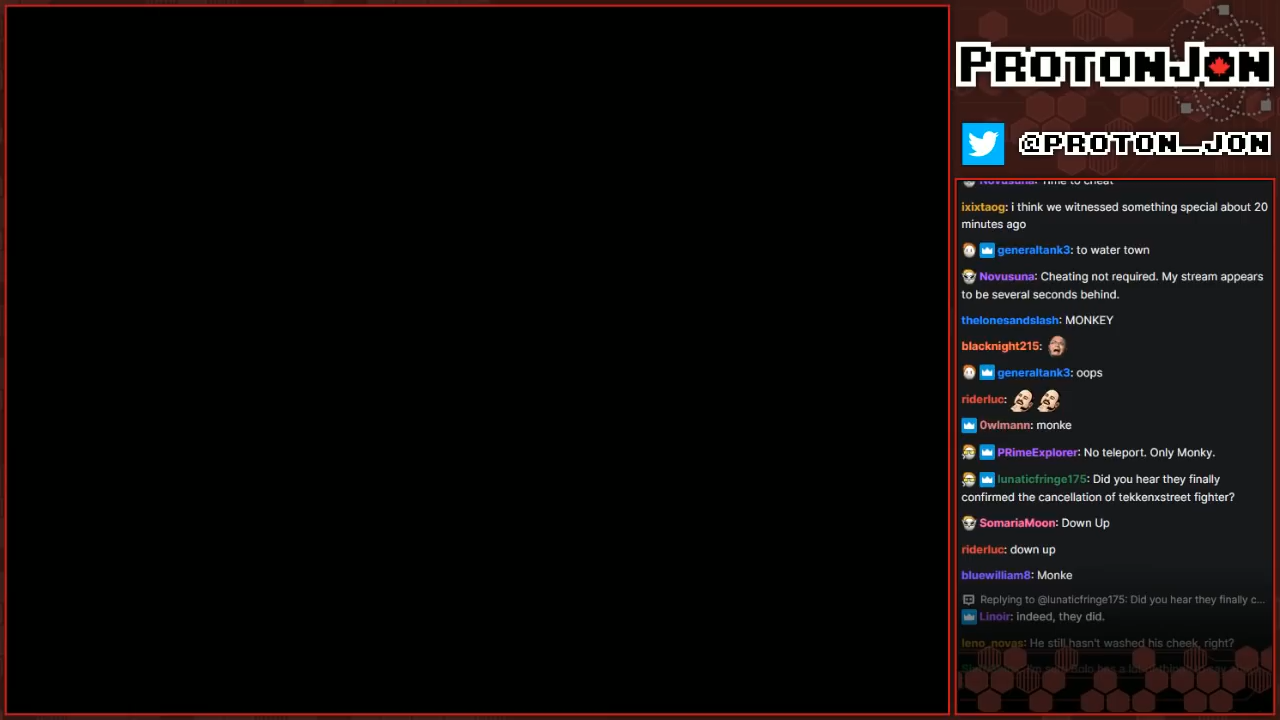 PROTONJON
@PROTON_JON
Novusuna: Time to cheat
ixixtaog: i think we witnessed something special about 20
minutes ago
generaltank3: to water town
Novusuna: Cheating not required. My stream appears
to be several seconds behind.
thelonesandslash: MONKEY
blacknight215:
generaltank3: oops
riderluc:
0wlmann: monke
PRimeExplorer: No teleport. Only Monky.
lunaticfringe175: Did you hear they finally
confirmed the cancellation of tekkenxstreet fighter?
SomariaMoon: Down Up
riderluc: down up
bluewilliam8: Monke
Replying to @lunaticfringe175: Did you hear they finally c...
Linoir: indeed, they did.
leno_novas: He still hasn't washed his cheek, right?